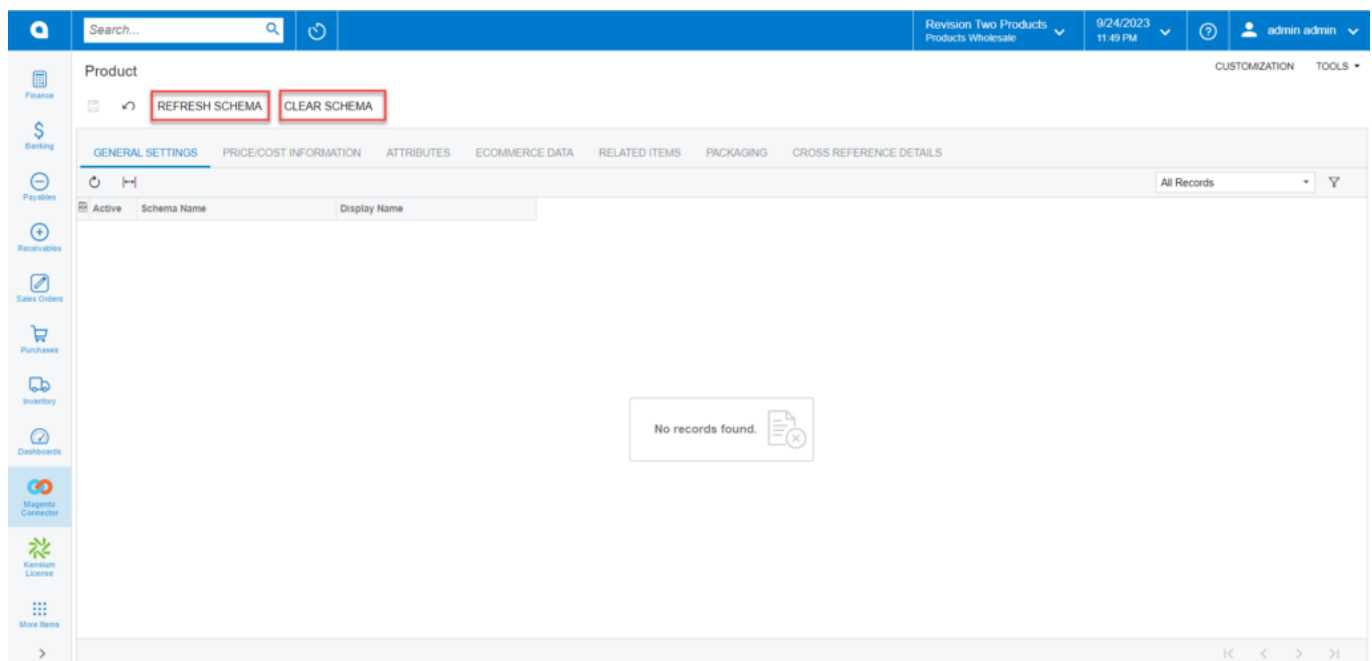 Search...
Revision Two Products
Products Wholesale
9/24/2023
11:49 PM
admin admin
Finance
Banking
Payables
Receivables
Sales Orders
Purchases
Inventory
Dashboards
Magento
Connector
Kensium
License
More Items
Product
CUSTOMIZATION TOOLS
REFRESH SCHEMA CLEAR SCHEMA
GENERAL SETTINGS PRICE/COST INFORMATION ATTRIBUTES ECOMMERCE DATA RELATED ITEMS PACKAGING CROSS REFERENCE DETAILS
All Records
Active Schema Name Display Name
No records found.